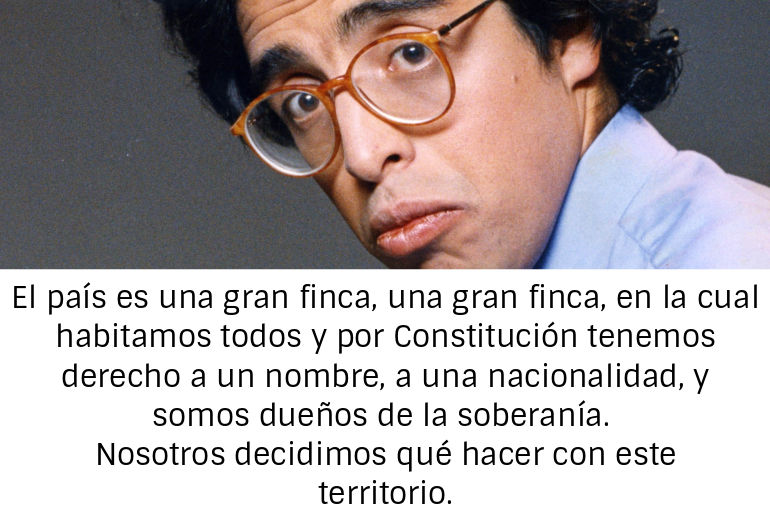 El país es una gran finca, una gran finca, en la cual
habitamos todos y por Constitución tenemos
derecho a un nombre, a una nacionalidad, y
somos dueños de la soberanía.
Nosotros decidimos qué hacer con este
territorio.